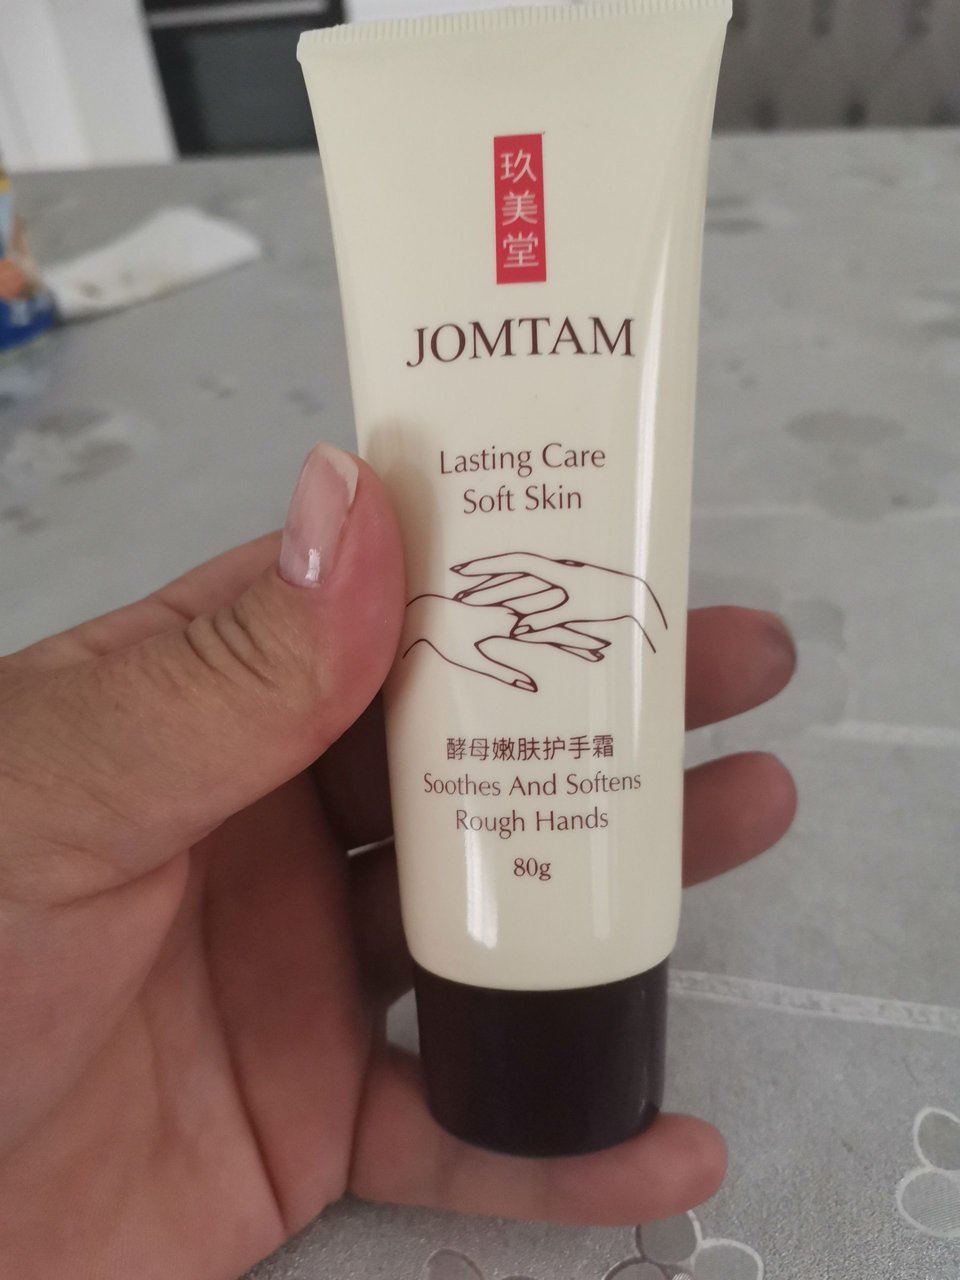 玖美堂
JOMTAM
Lasting Care
Soft Skin
酵母嫩肤护手霜
Soothes And Softens
Rough Hands
80g